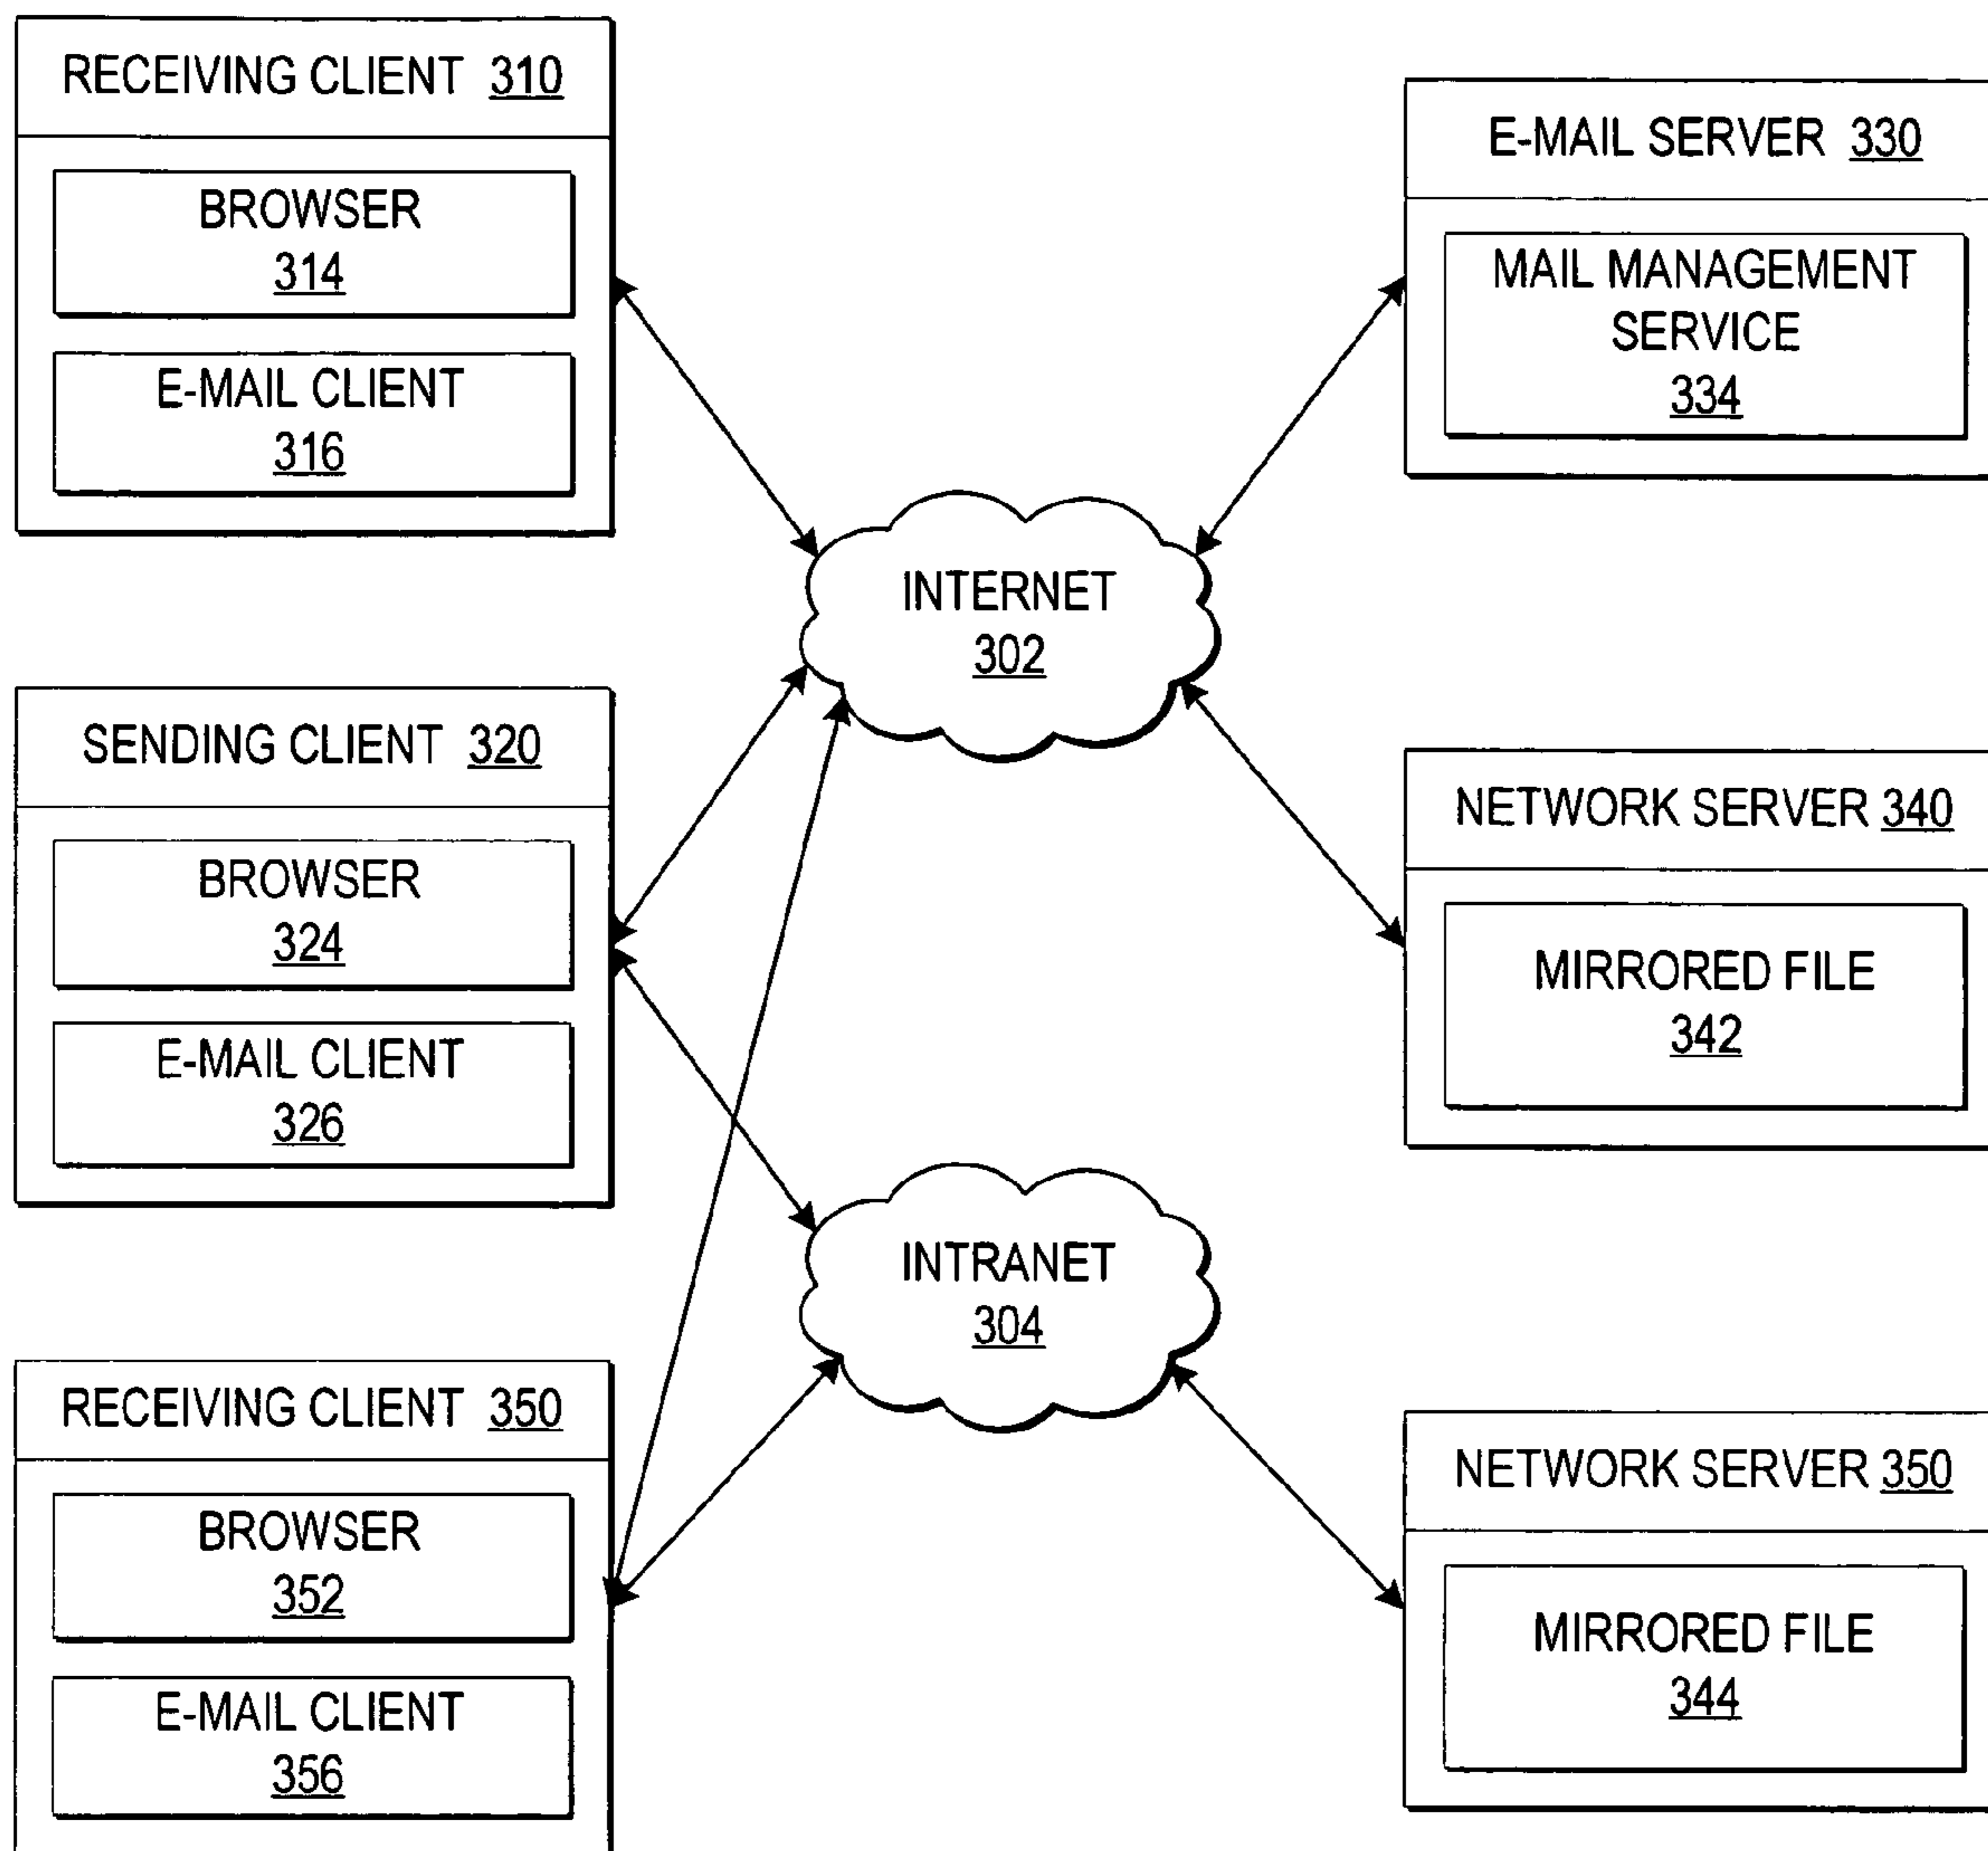 RECEIVING CLIENT 310
BROWSER
314
E-MAIL CLIENT
316
SENDING CLIENT 320
BROWSER
324
E-MAIL CLIENT
326
RECEIVING CLIENT 350
BROWSER
352
E-MAIL CLIENT
356
INTERNET
302
INTRANET
304
E-MAIL SERVER 330
MAIL MANAGEMENT
SERVICE
334
NETWORK SERVER 340
MIRRORED FILE
342
NETWORK SERVER 350
MIRRORED FILE
344